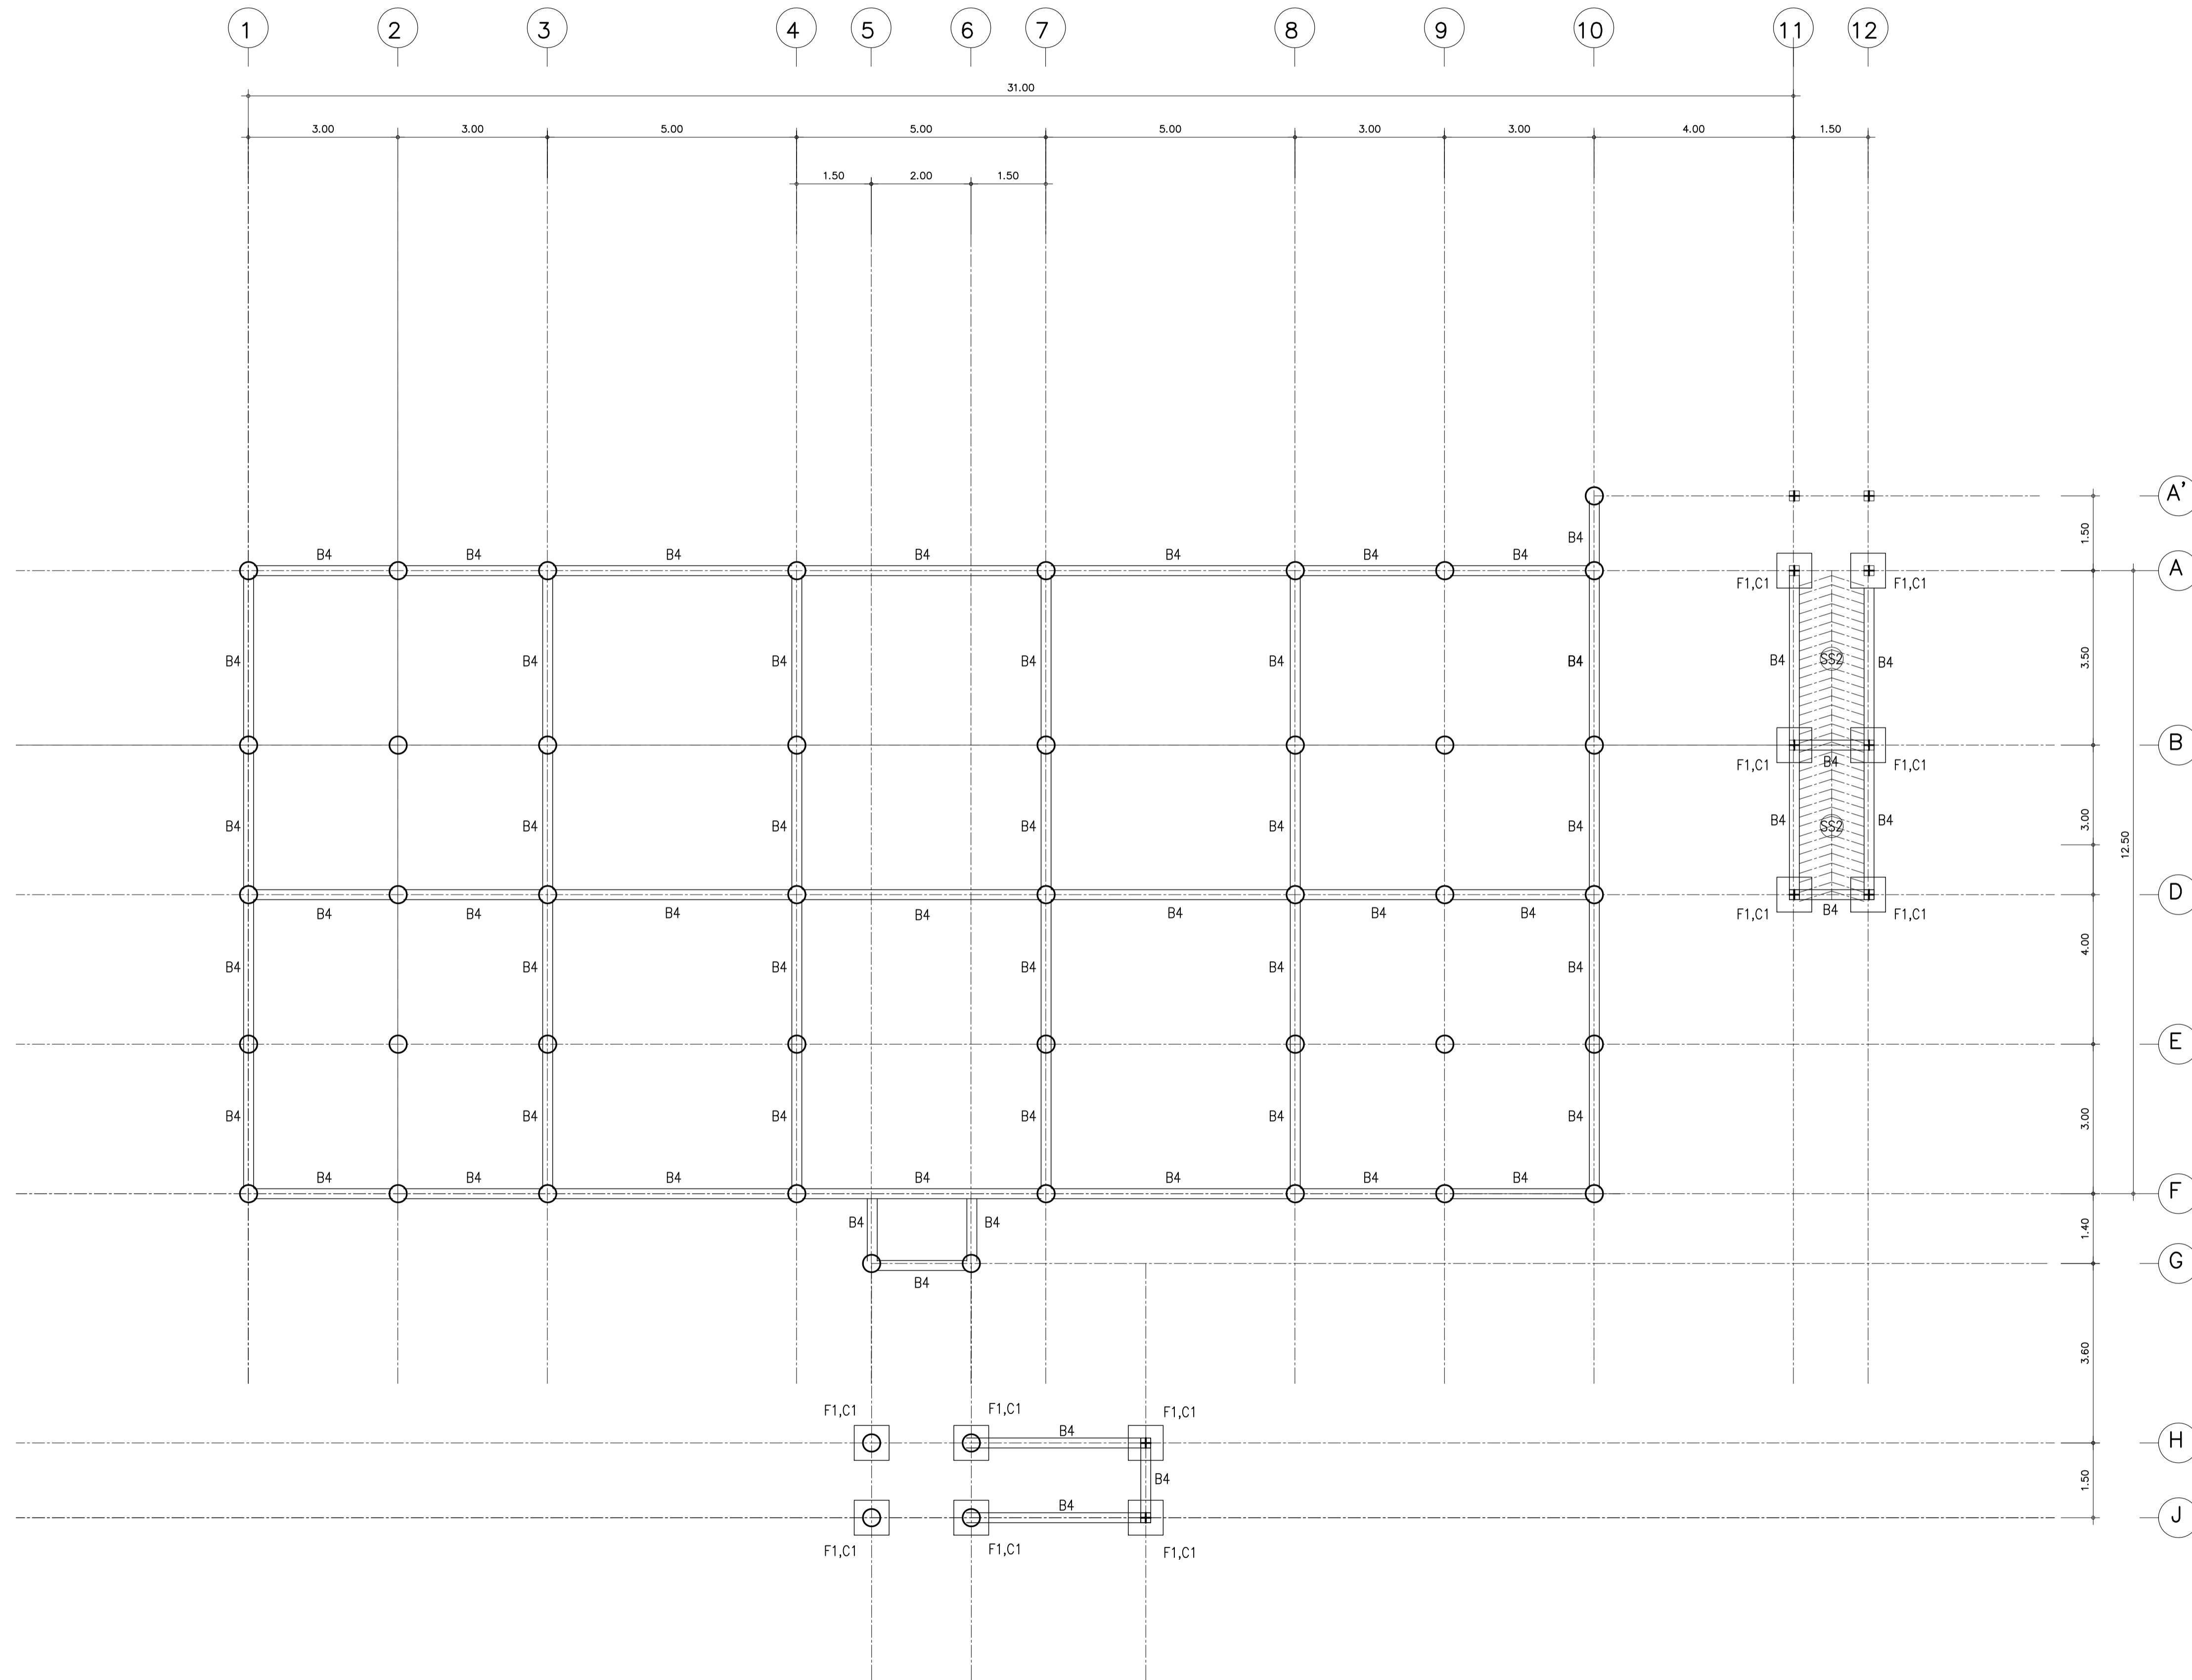 1 2 3 4 5 6 7 8 9 10 11 12
31.00
3.00 3.00 5.00 5.00 5.00 3.00 3.00 4.00 1.50
1.50 2.00 1.50
A'
1.50
B4
B4 B4 B4 B4 B4 B4 B4
A
F1,C1 F1,C1
3.50
B4 B4 B4 B4 B4 B4 B4 SS2 B4
B
F1,C1 B4 F1,C1
3.00
B4 B4 B4 B4 B4 B4 B4 SS2 B4
12.50
D
B4 B4 B4 B4 B4 B4 B4 F1,C1 B4 F1,C1
4.00
B4 B4 B4 B4 B4 B4
E
3.00
B4 B4 B4 B4 B4 B4
B4 B4 B4 B4 B4 B4 B4
F
B4 B4
1.40
G
B4
3.60
F1,C1 F1,C1 F1,C1
B4
H
B4
1.50
B4
J
F1,C1 F1,C1 F1,C1